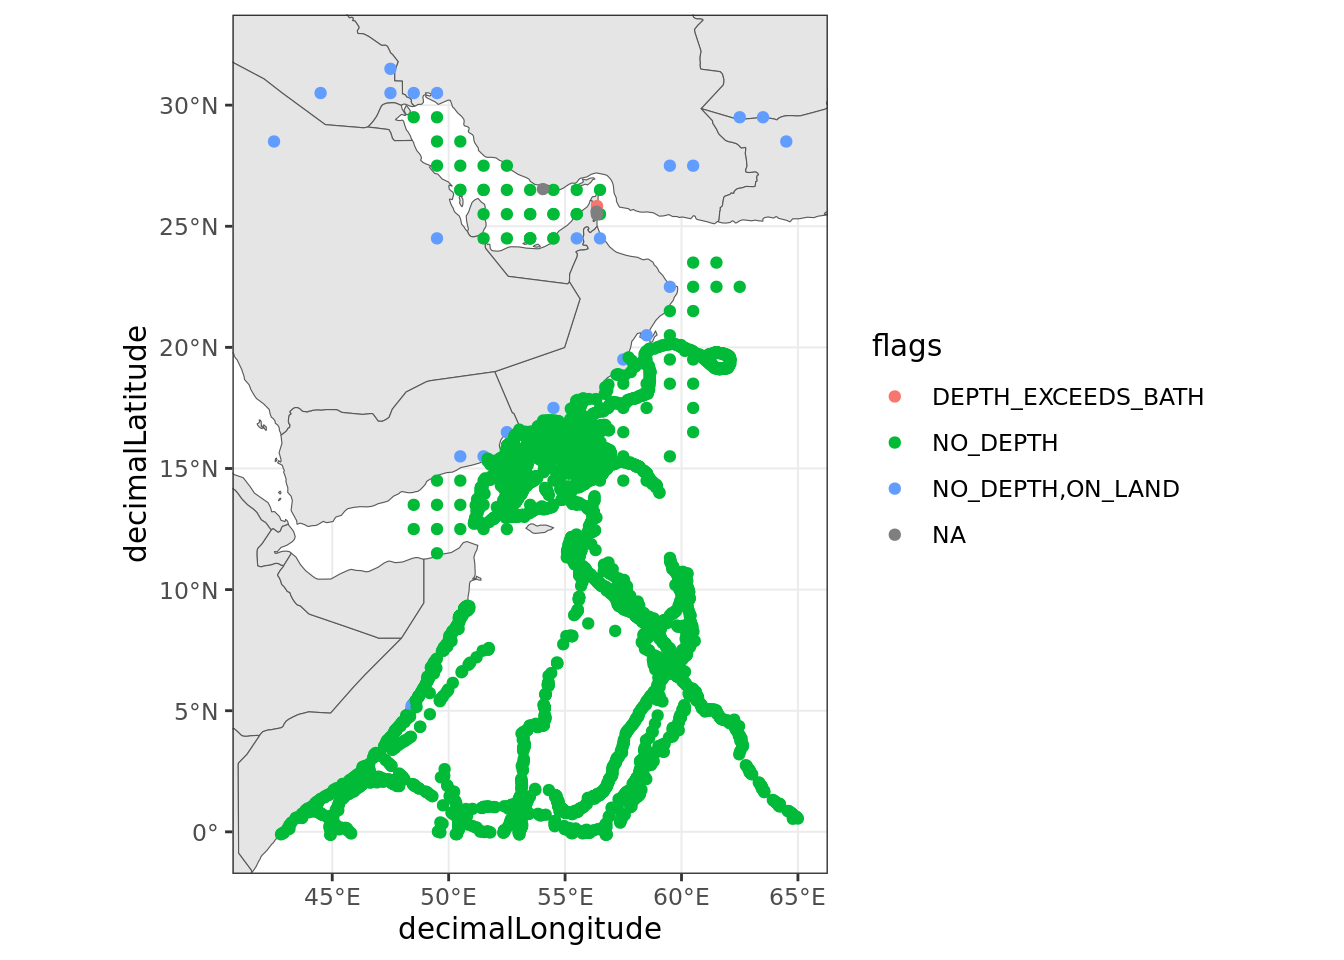 30°N
25°N
20°N
15°N
10°N
5°N
0°
45°E
50°E
55°E
60°E
65°E
decimalLongitude
decimalLatitude
flags
DEPTH_EXCEEDS_BATH
NO_DEPTH
NO_DEPTH,ON_LAND
NA